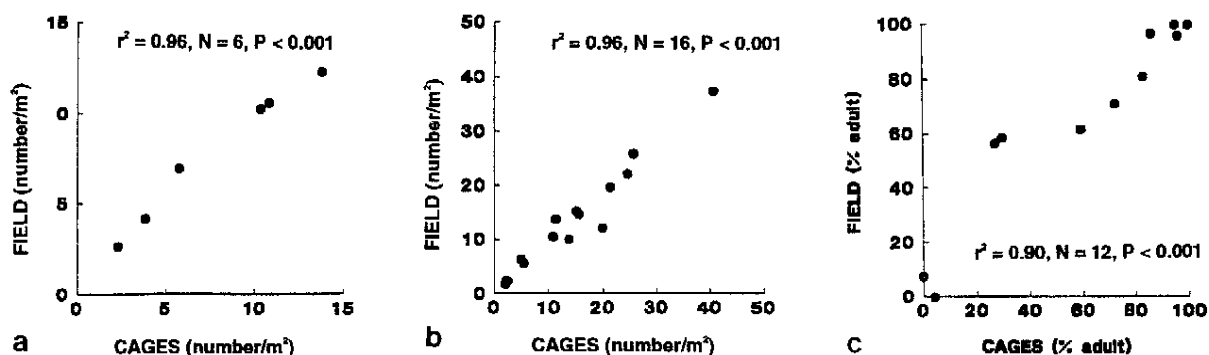 r² = 0.96, N = 6, P < 0.001
FIELD (number/m²)
15
0
5
0
0
5
10
15
CAGES (number/m²)
a
r² = 0.96, N = 16, P < 0.001
FIELD (number/m²)
50
40
30
20
10
0
0
10
20
30
40
50
CAGES (number/m²)
b
r² = 0.90, N = 12, P < 0.001
FIELD (% adult)
100
80
60
40
20
0
0
20
40
60
80
100
CAGES (% adult)
c